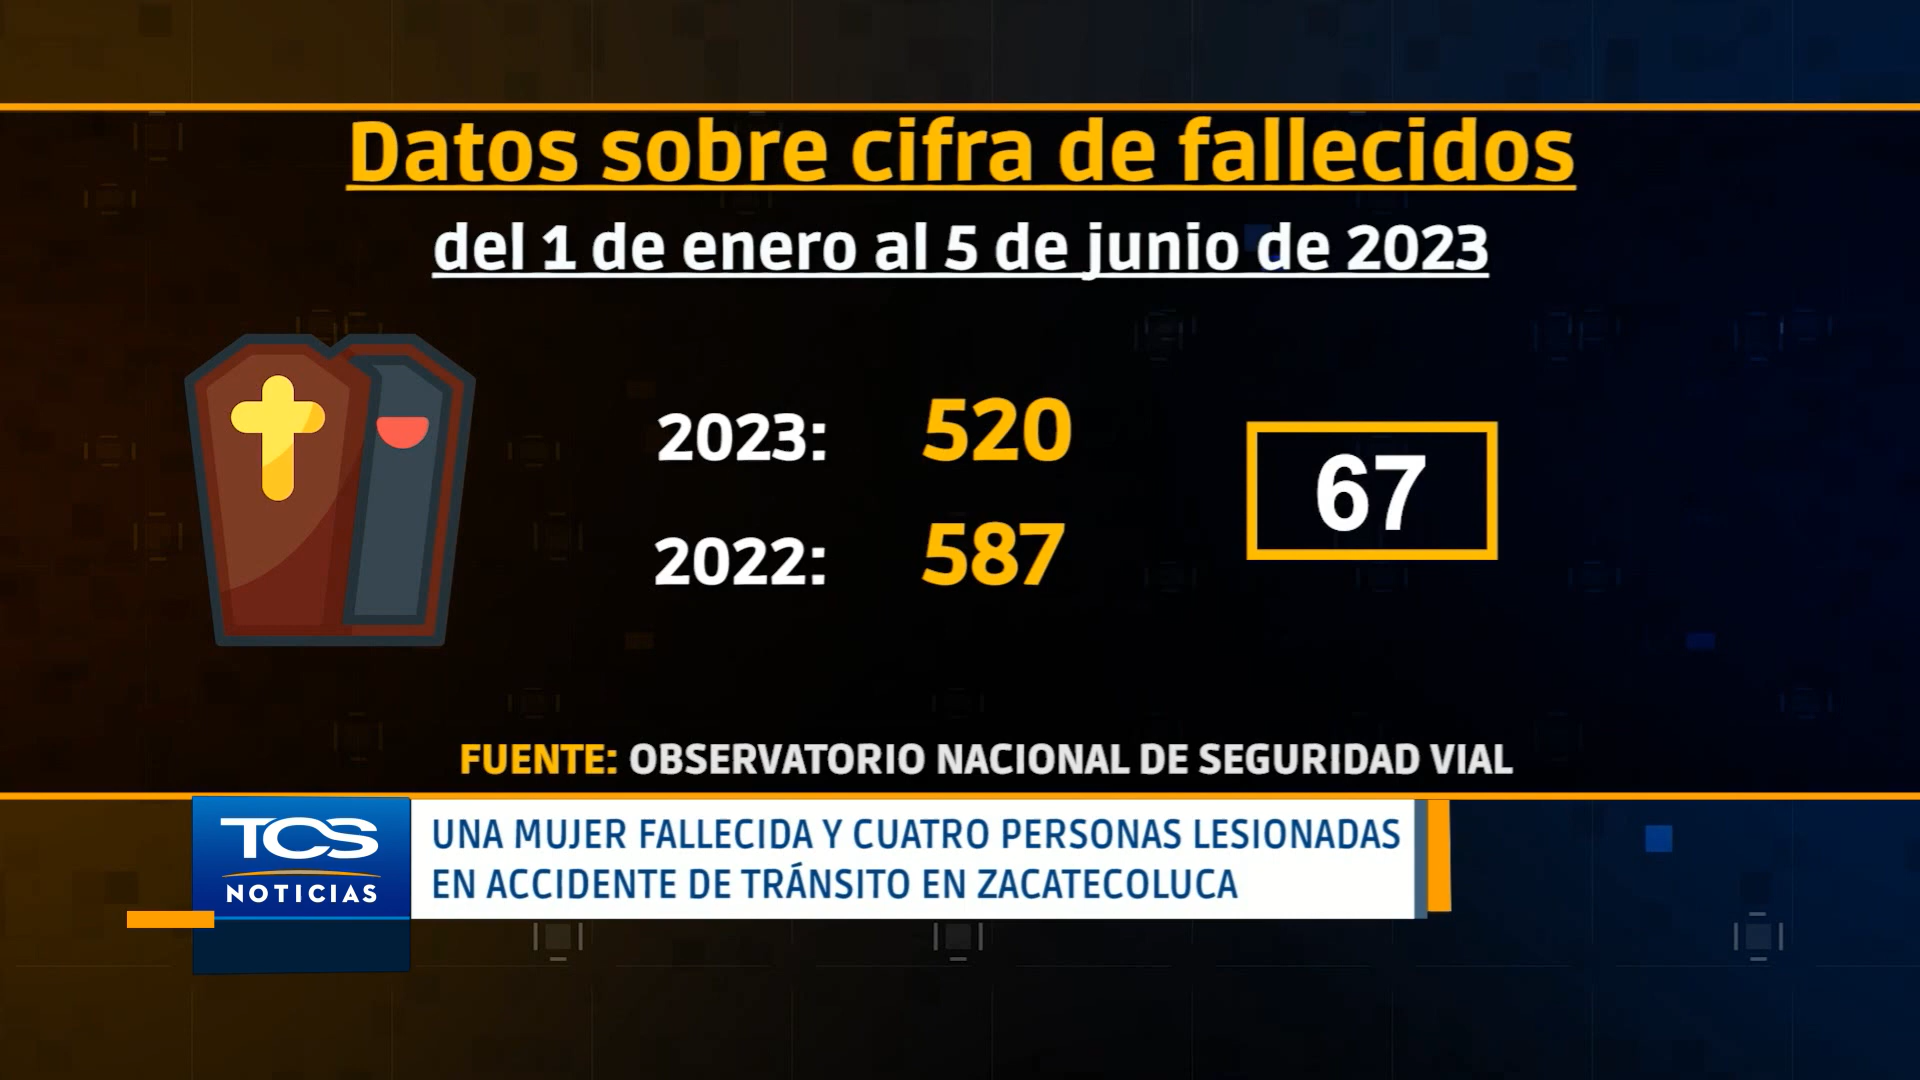 Datos sobre cifra de fallecidos
del 1 de enero al 5 de junio de 2023
2023: 520
2022: 587
67
FUENTE: OBSERVATORIO NACIONAL DE SEGURIDAD VIAL
TCS
NOTICIAS
UNA MUJER FALLECIDA Y CUATRO PERSONAS LESIONADAS
EN ACCIDENTE DE TRÁNSITO EN ZACATECOLUCA